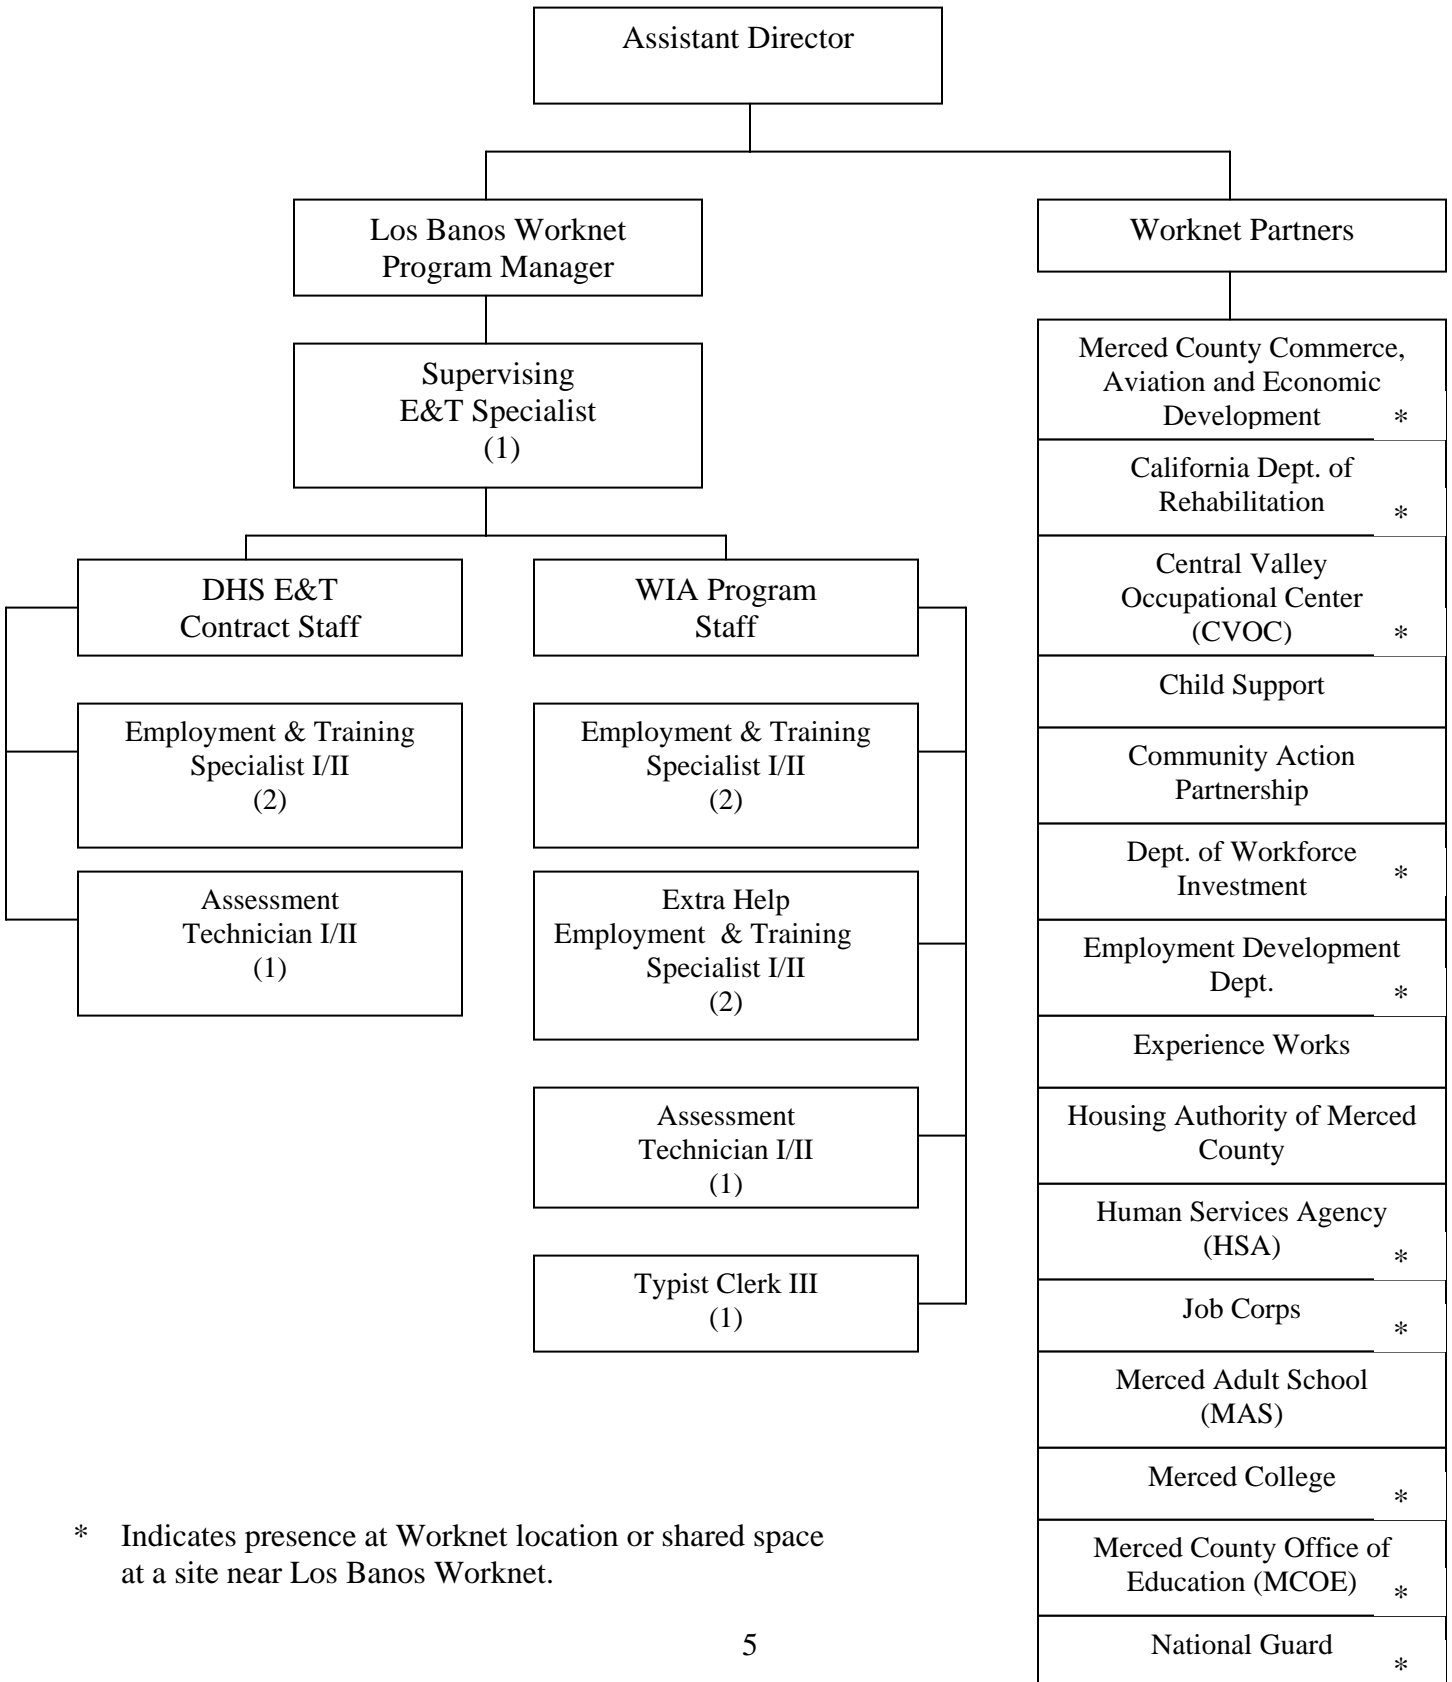 Assistant Director
Los Banos Worknet
Program Manager
Supervising
E&T Specialist
(1)
DHS E&T
Contract Staff
Employment & Training
Specialist I/II
(2)
Assessment
Technician I/II
(1)
WIA Program
Staff
Employment & Training
Specialist I/II
(2)
Extra Help
Employment & Training
Specialist I/II
(2)
Assessment
Technician I/II
(1)
Typist Clerk III
(1)
Worknet Partners
Merced County Commerce,
Aviation and Economic
Development *
California Dept. of
Rehabilitation *
Central Valley
Occupational Center
(CVOC) *
Child Support
Community Action
Partnership
Dept. of Workforce
Investment *
Employment Development
Dept. *
Experience Works
Housing Authority of Merced
County
Human Services Agency
(HSA) *
Job Corps *
Merced Adult School
(MAS)
Merced College *
Merced County Office of
Education (MCOE) *
National Guard *
* Indicates presence at Worknet location or shared space
at a site near Los Banos Worknet.
5